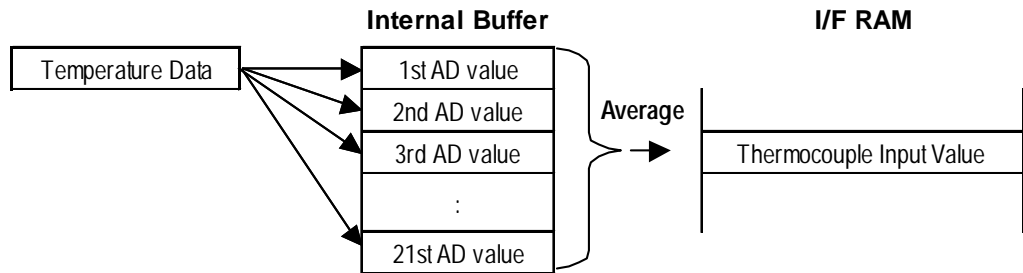 Internal Buffer
I/F RAM
Temperature Data
1st AD value
2nd AD value
3rd AD value
:
21st AD value
Average
Thermocouple Input Value